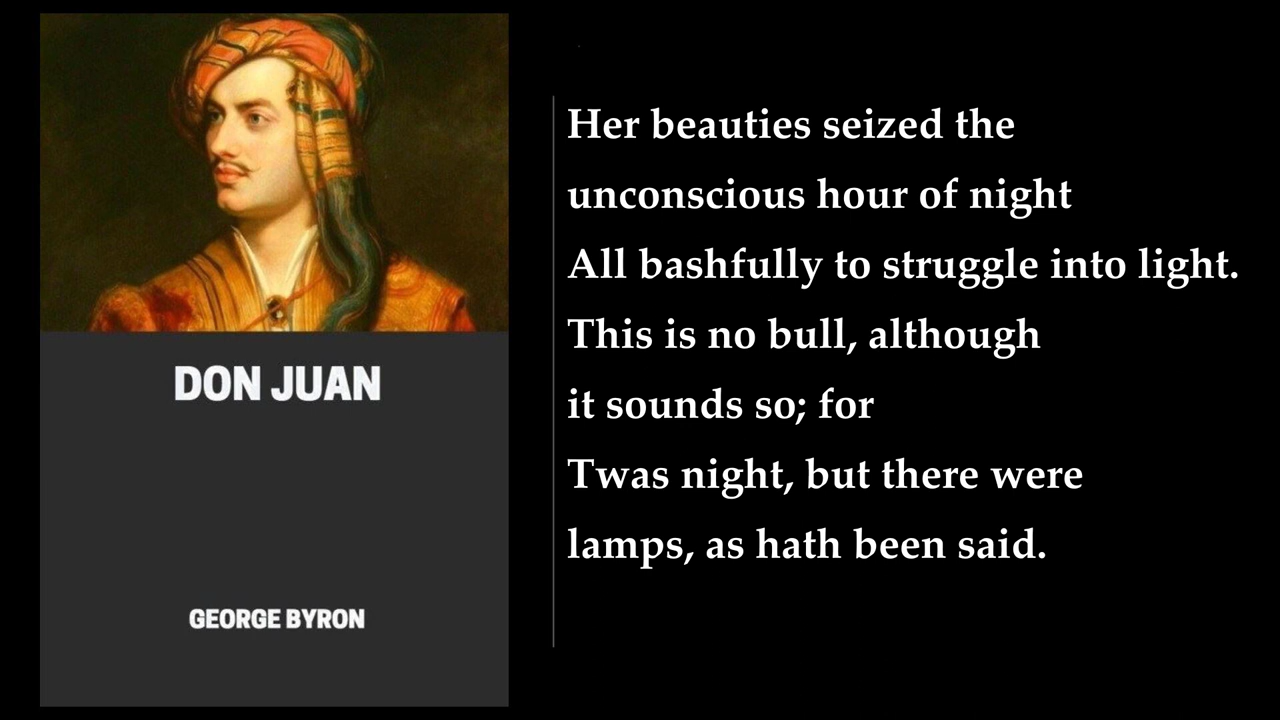 DON JUAN
GEORGE BYRON
Her beauties seized the
unconscious hour of night
All bashfully to struggle into light.
This is no bull, although
it sounds so; for
Twas night, but there were
lamps, as hath been said.